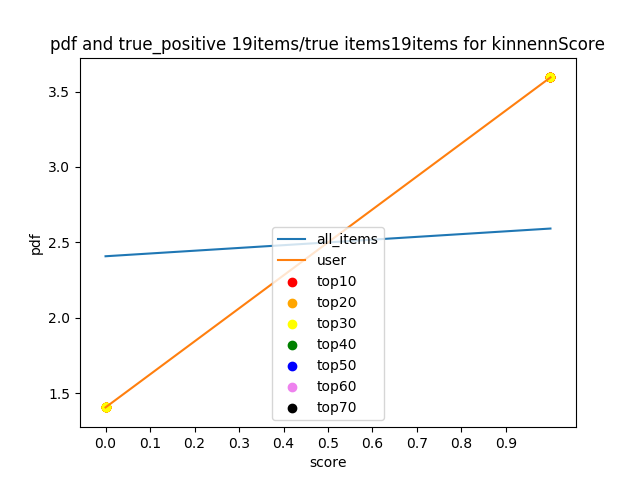 pdf and true_positive 19items/true items19items for kinnennScore
3.5
3.0
2.5
2.0
1.5
pdf
all_items
user
top10
top20
top30
top40
top50
top60
top70
0.0 0.1 0.2 0.3 0.4 0.5 0.6 0.7 0.8 0.9
score